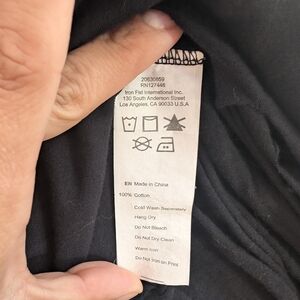 20630859
RN127446
Iron Fist International Inc.
130 South Anderson Street
Los Angeles, CA 90033 U.S.A
EN Made in China
100% Cotton
Cold Wash Separately
Hang Dry
Do Not Bleach
Do Not Dry Clean
Warm Iron
Do Not Iron on Print